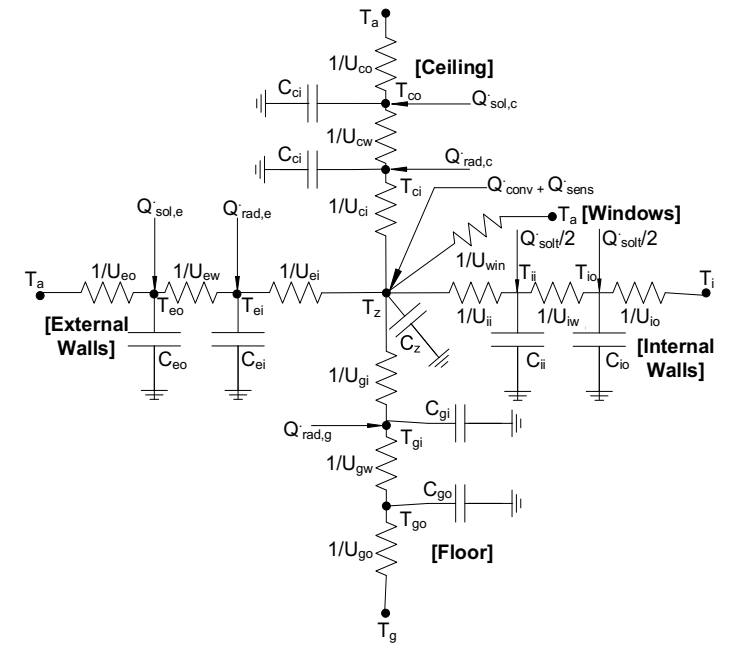 Ta
1/Uco
[Ceiling]
Cci
Tco
Q̇sol,c
1/Ucw
Cci
Q̇rad,c
Tci
1/Uci
Q̇conv + Q̇sens
Q̇sol,e
Q̇rad,e
Ta [Windows]
Q̇solt/2
Q̇solt/2
1/Uwin
Ta
1/Ueo
1/Uew
1/Uei
Tii
Tio
Ti
Teo
Tei
Tz
1/Uii
1/Uiw
1/Uio
[External
Walls]
Ceo
Cei
Cz
Cii
Cio
[Internal
Walls]
1/Ugi
Cgi
Q̇rad,g
Tgi
1/Ugw
Cgo
Tgo
1/Ugo
[Floor]
Tg